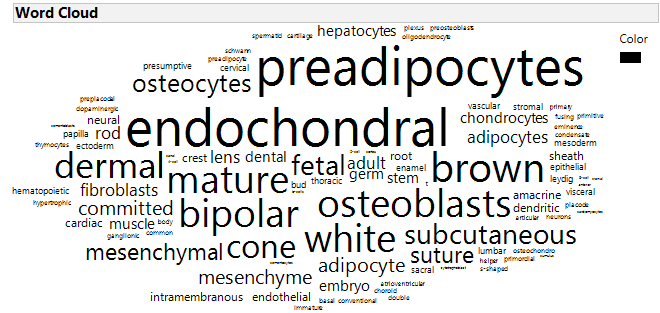 Word Cloud
Color
spermatid cartilage hepatocytes plexus preosteoblasts
oligodendrocyte
schwann
preadipocyte
presumptive cervical
osteocytes preadipocytes
preplacodal
dopaminergic
neural
papilla rod
thymocytes ectoderm
endochondral
vascular stromal primary
chondrocytes fusing primitive
eminence
adipocytes condensate
mesoderm
dermal crest lens dental fetal adult root brown sheath
enamel epithelial
germ stem leydig
hematopoietic fibroblasts mature bud thoracic t visceral
hypertrophic committed bipolar osteoblasts amacrine
dendritic placode
articular neurons
cardiac muscle body
ganglionic common
mesenchymal cone white subcutaneous
suture lumbar osteochondro
helper primordial
sacral s-shaped
mesenchyme adipocyte
embryo atrioventricular
choroid
intramembranous endothelial basal conventional double
immature